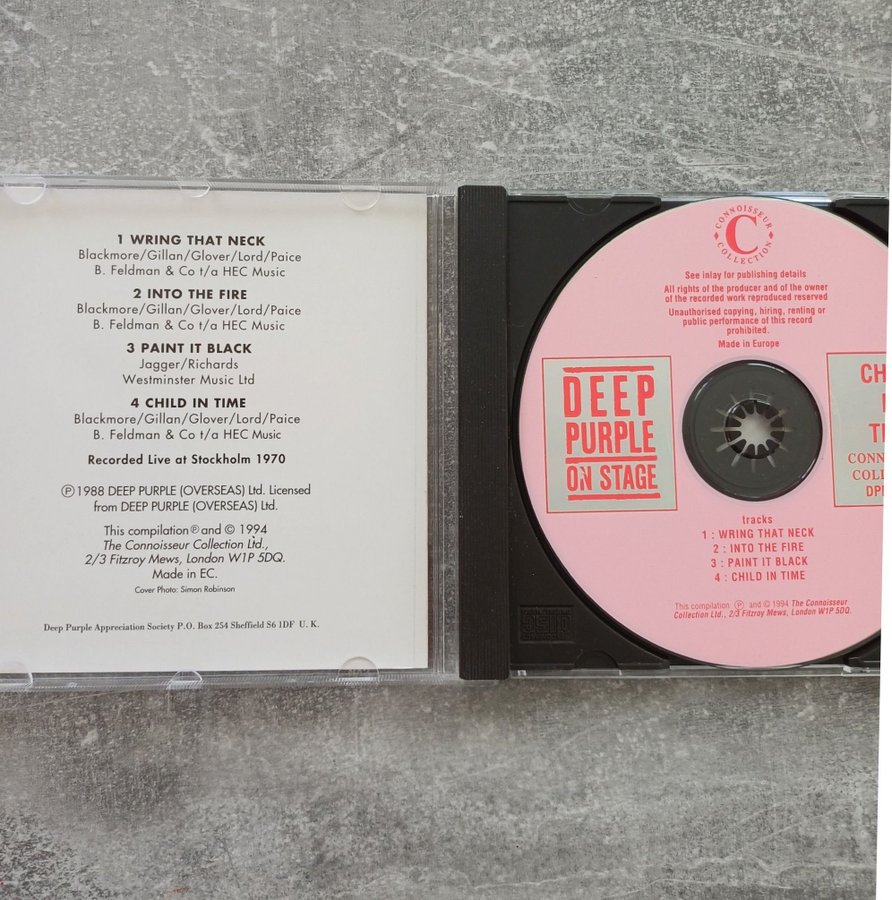 1 WRING THAT NECK
Blackmore/Gillan/Glover/Lord/Paice
B. Feldman & Co t/a HEC Music
2 INTO THE FIRE
Blackmore/Gillan/Glover/Lord/Paice
B. Feldman & Co t/a HEC Music
3 PAINT IT BLACK
Jagger/Richards
Westminster Music Ltd
4 CHILD IN TIME
Blackmore/Gillan/Glover/Lord/Paice
B. Feldman & Co t/a HEC Music
Recorded Live at Stockholm 1970
℗ 1988 DEEP PURPLE (OVERSEAS) Ltd. Licensed
from DEEP PURPLE (OVERSEAS) Ltd.
This compilation ℗ and © 1994
The Connoisseur Collection Ltd.,
2/3 Fitzroy Mews, London W1P 5DQ.
Made in EC.
Cover Photo: Simon Robinson
Deep Purple Appreciation Society P.O. Box 254 Sheffield S6 1DF U. K.
CONNOISSEUR
C
COLLECTION
See inlay for publishing details
All rights of the producer and of the owner
of the recorded work reproduced reserved
Unauthorised copying, hiring, renting or
public performance of this record
prohibited.
Made in Europe
DEEP
PURPLE
ON STAGE
CH
I
T
CONN
COLL
DP
tracks
1 : WRING THAT NECK
2 : INTO THE FIRE
3 : PAINT IT BLACK
4 : CHILD IN TIME
This compilation ℗ and © 1994 The Connoisseur
Collection Ltd., 2/3 Fitzroy Mews, London W1P 5DQ.